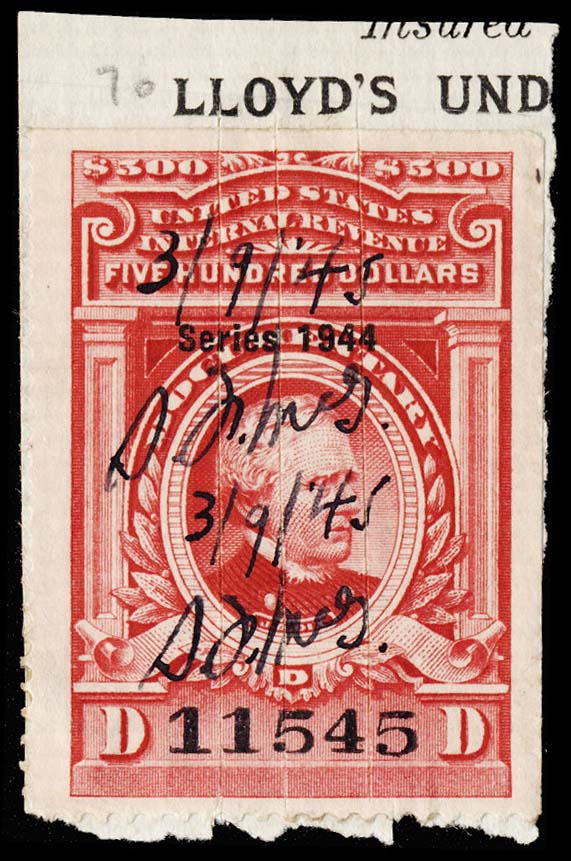 Insured
70 LLOYD'S UND
$500 $500
UNITED STATES
INTERNAL REVENUE
3/9/45
FIVE HUNDRED DOLLARS
Series 1944
DOCUMENTARY
3/9/45
D
D 11545 D